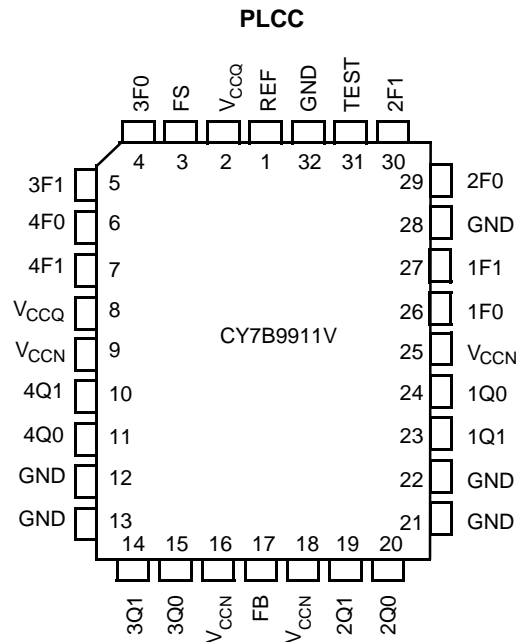 PLCC
3F0 FS VCCQ REF GND TEST 2F1
4 3 2 1 32 31 30
3F1 5 29 2F0
4F0 6 28 GND
4F1 7 27 1F1
VCCQ 8 26 1F0
VCCN 9 25 VCCN
CY7B9911V
4Q1 10 24 1Q0
4Q0 11 23 1Q1
GND 12 22 GND
GND 13 21 GND
14 15 16 17 18 19 20
3Q1 3Q0 VCCN FB VCCN 2Q1 2Q0